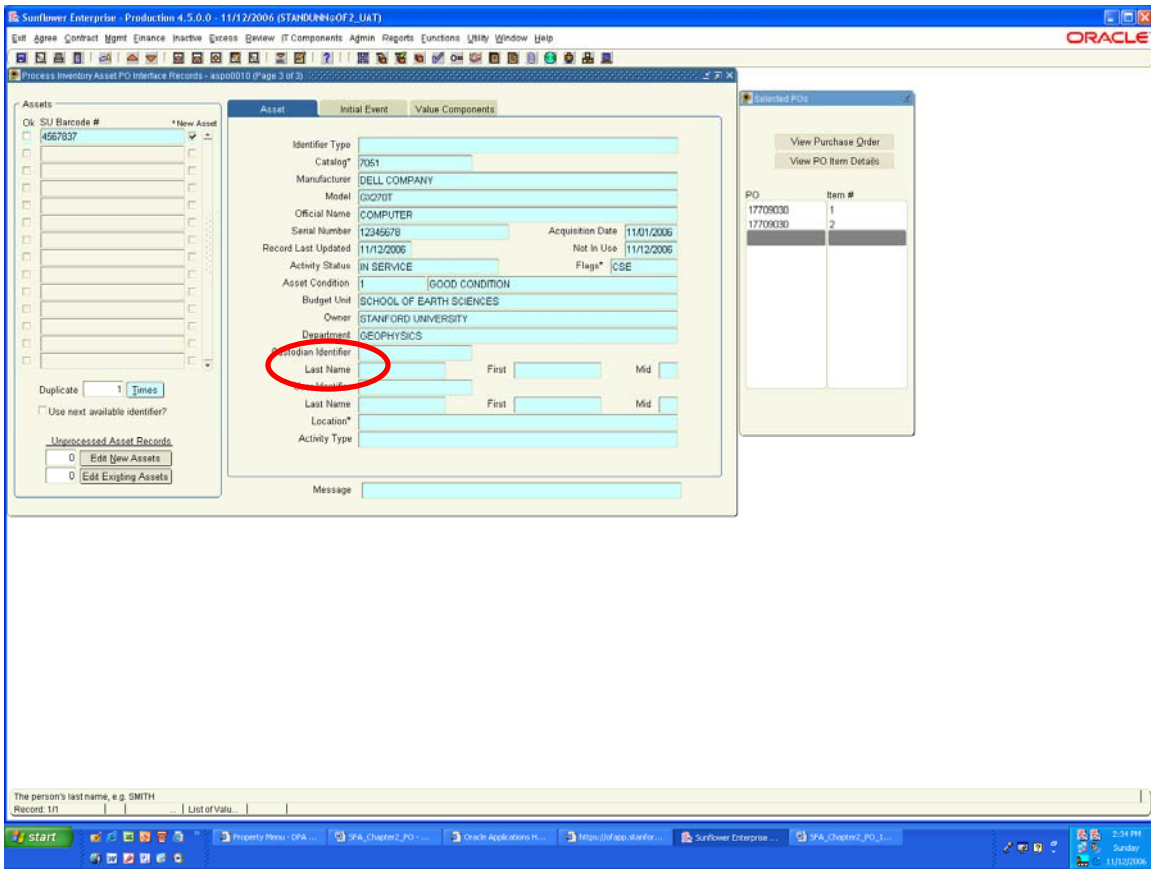 Sunflower Enterprise - Production 4.5.0.0 - 11/12/2006 (STANDUNN@OF2_UAT)
Exit Agree Contract Mgmt Finance Inactive Excess Review IT Components Admin Reports Functions Utility Window Help
ORACLE
Process Inventory Asset PO Interface Records - aspo0010 (Page 3 of 3)
Assets
Ok SU Barcode # *New Asset
4567837
Duplicate 1 Times
Use next available identifier?
Unprocessed Asset Records
0 Edit New Assets
0 Edit Existing Assets
Asset Initial Event Value Components
Identifier Type
Catalog* 7051
Manufacturer DELL COMPANY
Model GX270T
Official Name COMPUTER
Serial Number 12345678 Acquisition Date 11/01/2006
Record Last Updated 11/12/2006 Not In Use 11/12/2006
Activity Status IN SERVICE Flags* CSE
Asset Condition 1 GOOD CONDITION
Budget Unit SCHOOL OF EARTH SCIENCES
Owner STANFORD UNIVERSITY
Department GEOPHYSICS
Custodian Identifier
Last Name First Mid
User Identifier
Last Name First Mid
Location*
Activity Type
Message
Selected POs
View Purchase Order
View PO Item Details
PO Item #
17709030 1
17709030 2
The person's last name, e.g. SMITH
Record: 1/1 ... List of Valu...
start Property Menu - DPA ... SFA_Chapter2_PO - ... Oracle Applications H... https://ofapp.stanfor... Sunflower Enterprise ... SFA_Chapter2_PO_1... 2:34 PM
Sunday
11/12/2006